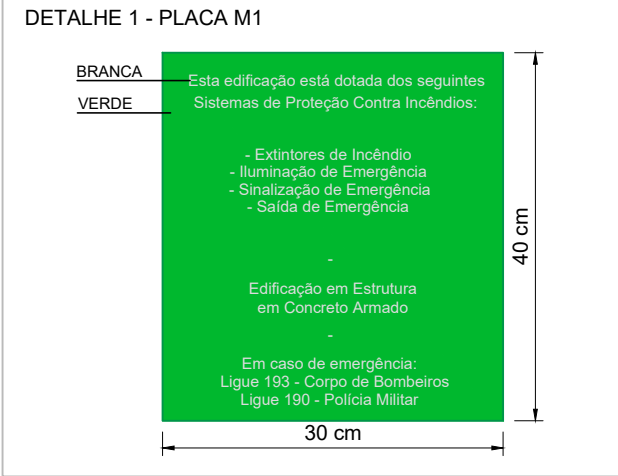 DETALHE 1 - PLACA M1
BRANCA
VERDE
Esta edificação está dotada dos seguintes
Sistemas de Proteção Contra Incêndios:
- Extintores de Incêndio
- Iluminação de Emergência
- Sinalização de Emergência
- Saída de Emergência
-
Edificação em Estrutura
em Concreto Armado
-
Em caso de emergência:
Ligue 193 - Corpo de Bombeiros
Ligue 190 - Polícia Militar
40 cm
30 cm